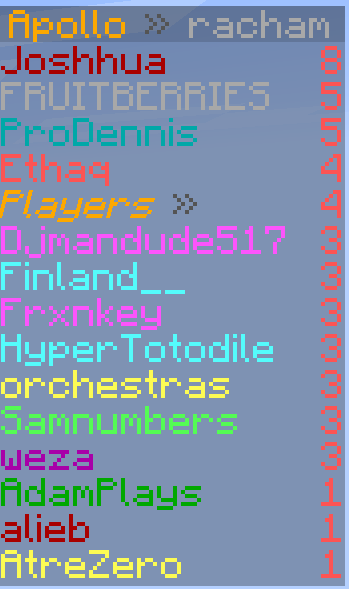 Apollo » racham
Joshhua 8
FRUITBERRIES 5
ProDennis 5
Ethaq 4
Players » 4
Djmandude517 3
Finland__ 3
Frxnkey 3
HyperTotodile 3
orchestras 3
Samnumbers 3
weza 3
AdamPlays 1
alieb 1
AtreZero 1